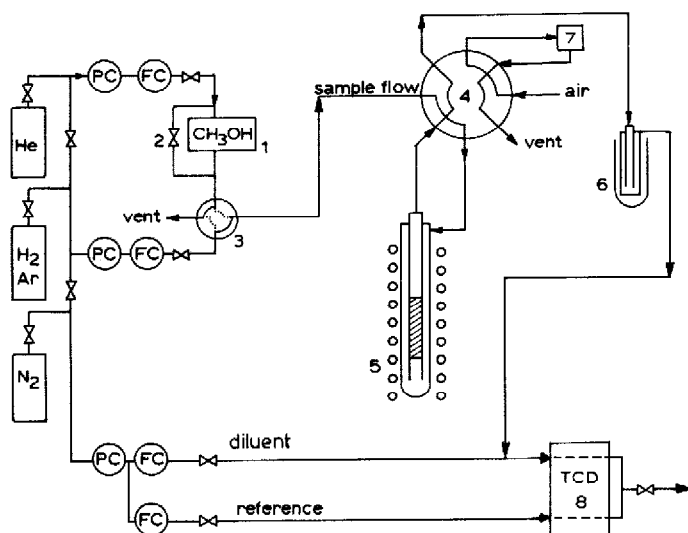 PC
FC
7
sample flow
4
air
He
2
CH3OH
1
vent
6
vent
3
H2
Ar
PC
FC
5
N2
diluent
PC
FC
TCD
8
reference
FC